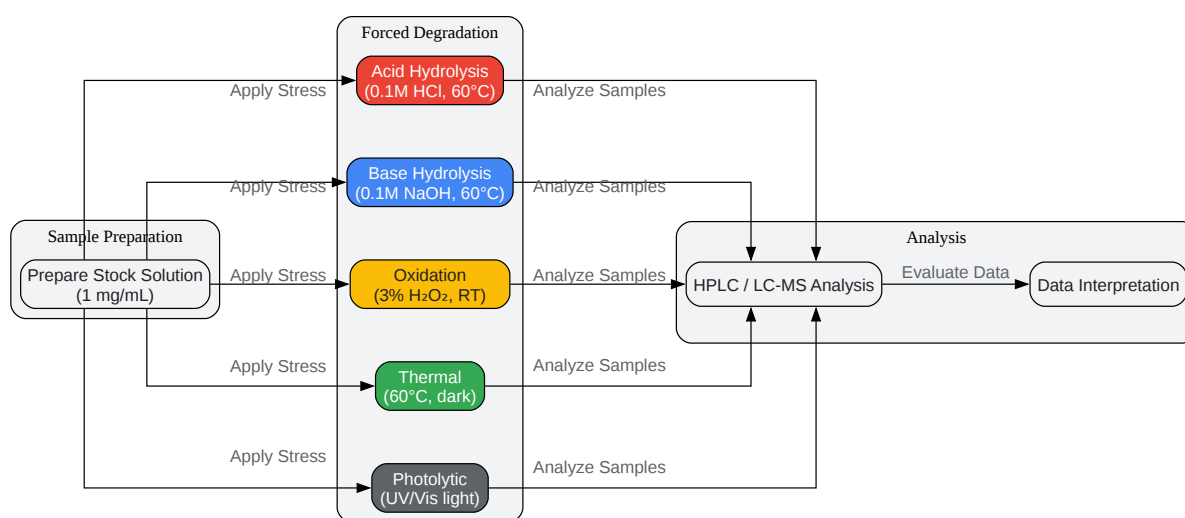 Forced Degradation
Acid Hydrolysis
(0.1M HCl, 60°C)
Apply Stress
Analyze Samples
Base Hydrolysis
(0.1M NaOH, 60°C)
Apply Stress
Analyze Samples
Sample Preparation
Prepare Stock Solution
(1 mg/mL)
Apply Stress
Oxidation
(3% H₂O₂, RT)
Analyze Samples
Analysis
HPLC / LC-MS Analysis
Evaluate Data
Data Interpretation
Apply Stress
Thermal
(60°C, dark)
Analyze Samples
Apply Stress
Photolytic
(UV/Vis light)
Analyze Samples